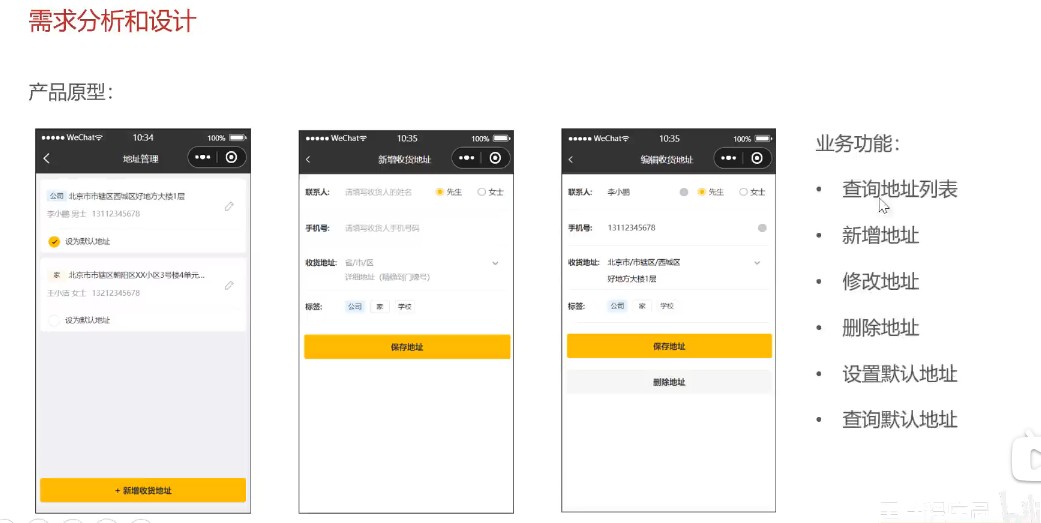 需求分析和设计
产品原型：
WeChat 10:34 100%
地址管理
公司 北京市市辖区西城区好地方大楼1层
李小鹏 男士 13112345678
设为默认地址
家 北京市市辖区朝阳区XX小区3号楼4单元...
王小洁 女士 13212345678
设为默认地址
+ 新增收货地址
WeChat 10:35 100%
新增收货地址
联系人： 请填写收货人的姓名 先生 女士
手机号： 请填写收货人手机号码
收货地址： 省/市/区
详细地址（精确到门牌号）
标签： 公司 家 学校
保存地址
WeChat 10:35 100%
编辑收货地址
联系人： 李小鹏 先生 女士
手机号： 13112345678
收货地址： 北京市/市辖区/西城区
好地方大楼1层
标签： 公司 家 学校
保存地址
删除地址
业务功能：
• 查询地址列表
• 新增地址
• 修改地址
• 删除地址
• 设置默认地址
• 查询默认地址